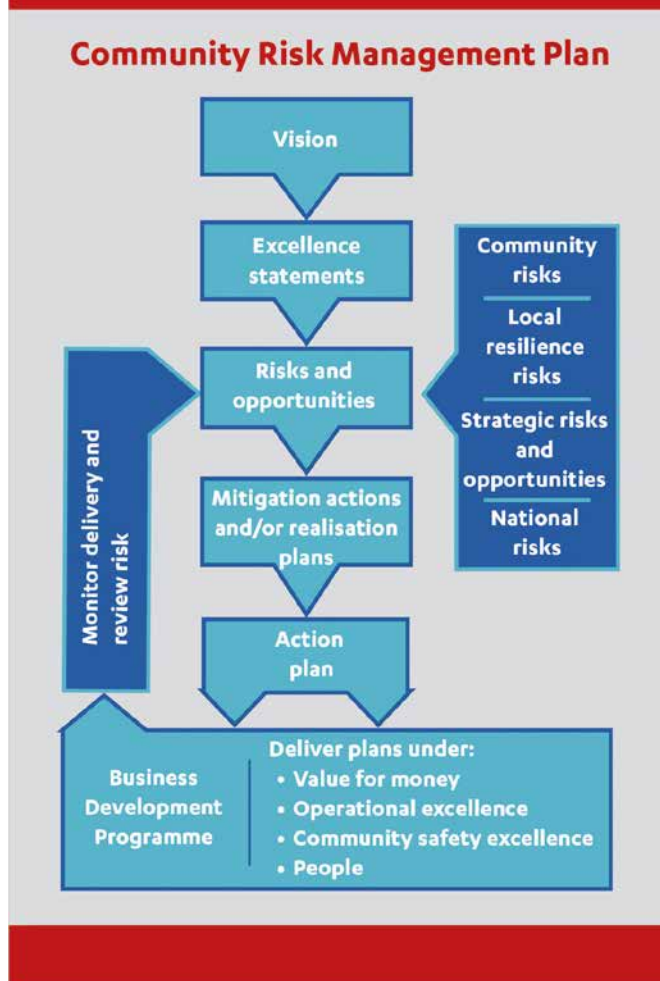 Community Risk Management Plan
Vision
Excellence
statements
Risks and
opportunities
Mitigation actions
and/or realisation
plans
Action
plan
Community
risks
Local
resilience
risks
Strategic risks
and
opportunities
National
risks
Monitor delivery and
review risk
Business
Development
Programme
Deliver plans under:
• Value for money
• Operational excellence
• Community safety excellence
• People